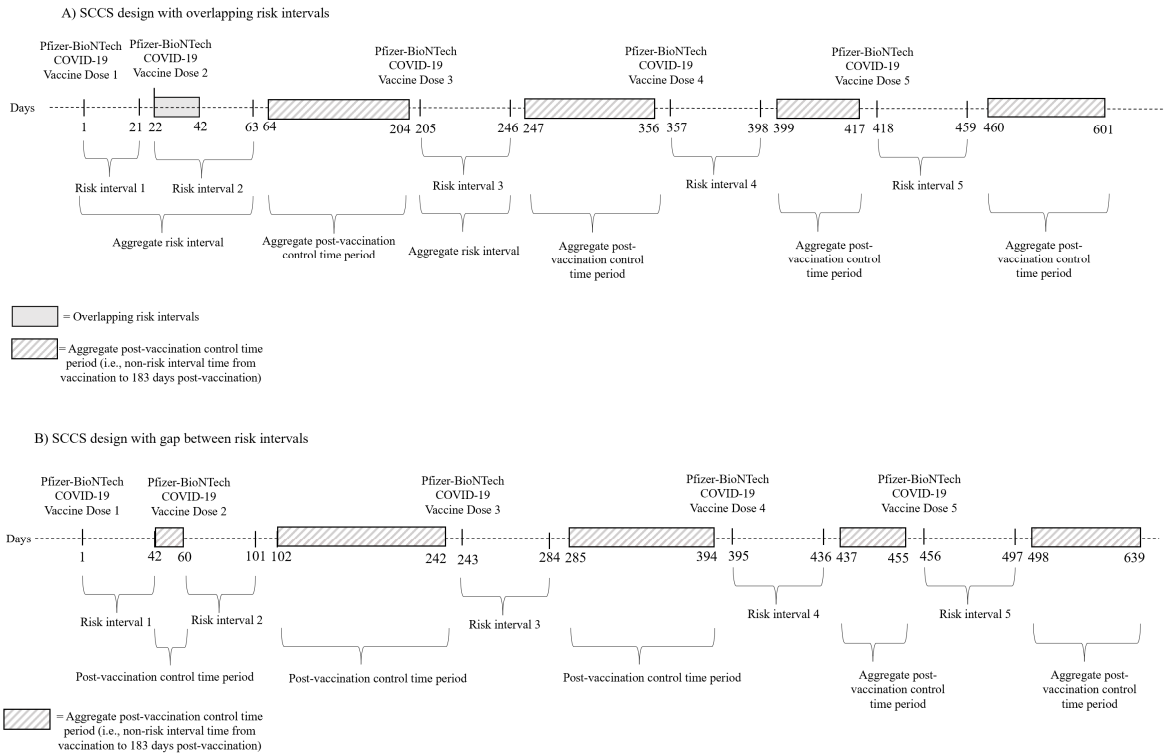 A) SCCS design with overlapping risk intervals
Pfizer-BioNTech
COVID-19
Vaccine Dose 1
Pfizer-BioNTech
COVID-19
Vaccine Dose 2
Pfizer-BioNTech
COVID-19
Vaccine Dose 3
Pfizer-BioNTech
COVID-19
Vaccine Dose 4
Pfizer-BioNTech
COVID-19
Vaccine Dose 5
Days
1 21 22 42 63 64 204 205 246 247 356 357 398 399 417 418 459 460 601
Risk interval 1
Risk interval 2
Risk interval 3
Risk interval 4
Risk interval 5
Aggregate risk interval
Aggregate post-vaccination
control time period
Aggregate risk interval
Aggregate post-
vaccination control
time period
Aggregate post-
vaccination control
time period
Aggregate post-
vaccination control
time period
= Overlapping risk intervals
= Aggregate post-vaccination control time
period (i.e., non-risk interval time from
vaccination to 183 days post-vaccination)
B) SCCS design with gap between risk intervals
Pfizer-BioNTech
COVID-19
Vaccine Dose 1
Pfizer-BioNTech
COVID-19
Vaccine Dose 2
Pfizer-BioNTech
COVID-19
Vaccine Dose 3
Pfizer-BioNTech
COVID-19
Vaccine Dose 4
Pfizer-BioNTech
COVID-19
Vaccine Dose 5
Days
1 42 60 101 102 242 243 284 285 394 395 436 437 455 456 497 498 639
Risk interval 1
Risk interval 2
Risk interval 3
Risk interval 4
Risk interval 5
Post-vaccination control time period
Post-vaccination control time period
Post-vaccination control time period
Aggregate post-
vaccination control
time period
Aggregate post-
vaccination control
time period
= Aggregate post-vaccination control time
period (i.e., non-risk interval time from
vaccination to 183 days post-vaccination)